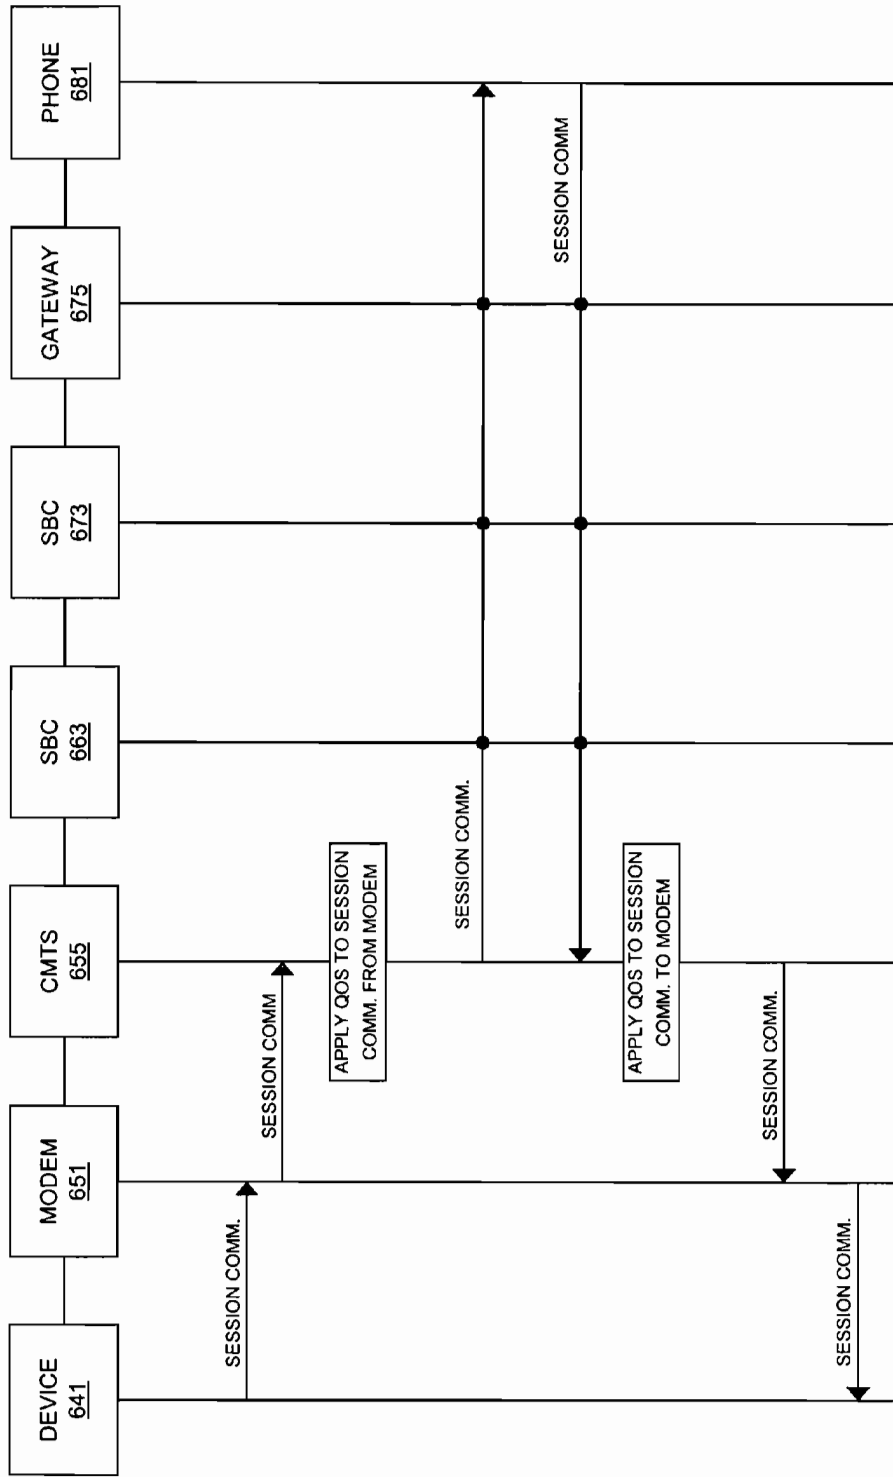 DEVICE
641
MODEM
651
CMTS
655
SBC
663
SBC
673
GATEWAY
675
PHONE
681
SESSION COMM.
SESSION COMM
APPLY QOS TO SESSION
COMM. FROM MODEM
SESSION COMM.
SESSION COMM
APPLY QOS TO SESSION
COMM. TO MODEM
SESSION COMM.
SESSION COMM.